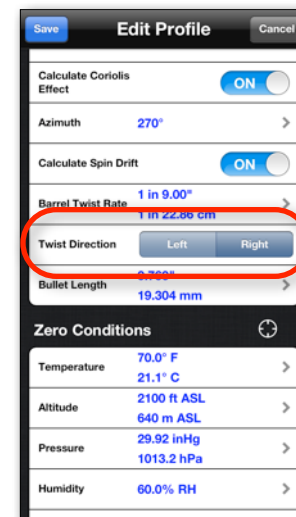 Save Edit Profile Cancel
Calculate Coriolis
Effect ON
Azimuth 270°
Calculate Spin Drift ON
Barrel Twist Rate 1 in 9.00"
1 in 22.86 cm
Twist Direction Left Right
Bullet Length
19.304 mm
Zero Conditions
Temperature 70.0° F
21.1° C
Altitude 2100 ft ASL
640 m ASL
Pressure 29.92 inHg
1013.2 hPa
Humidity 60.0% RH